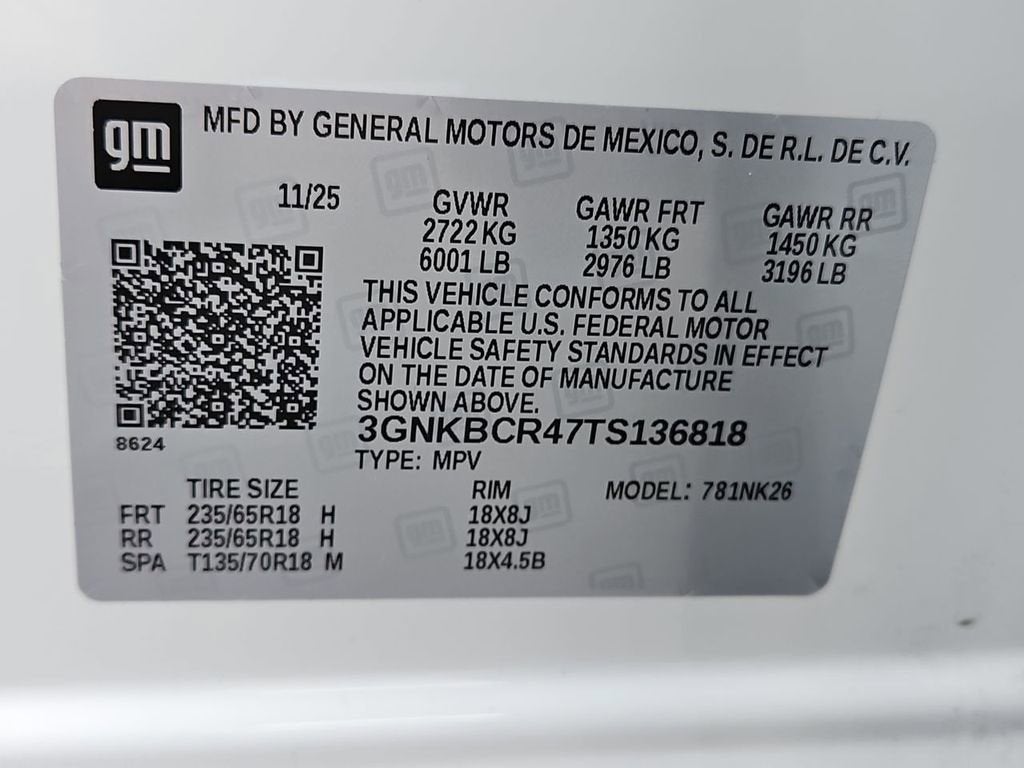 gm MFD BY GENERAL MOTORS DE MEXICO, S. DE R.L. DE C.V.
11/25
GVWR
2722 KG
6001 LB
GAWR FRT
1350 KG
2976 LB
GAWR RR
1450 KG
3196 LB
THIS VEHICLE CONFORMS TO ALL
APPLICABLE U.S. FEDERAL MOTOR
VEHICLE SAFETY STANDARDS IN EFFECT
ON THE DATE OF MANUFACTURE
SHOWN ABOVE.
8624
3GNKBCR47TS136818
TYPE: MPV
TIRE SIZE RIM MODEL: 781NK26
FRT 235/65R18 H 18X8J
RR 235/65R18 H 18X8J
SPA T135/70R18 M 18X4.5B